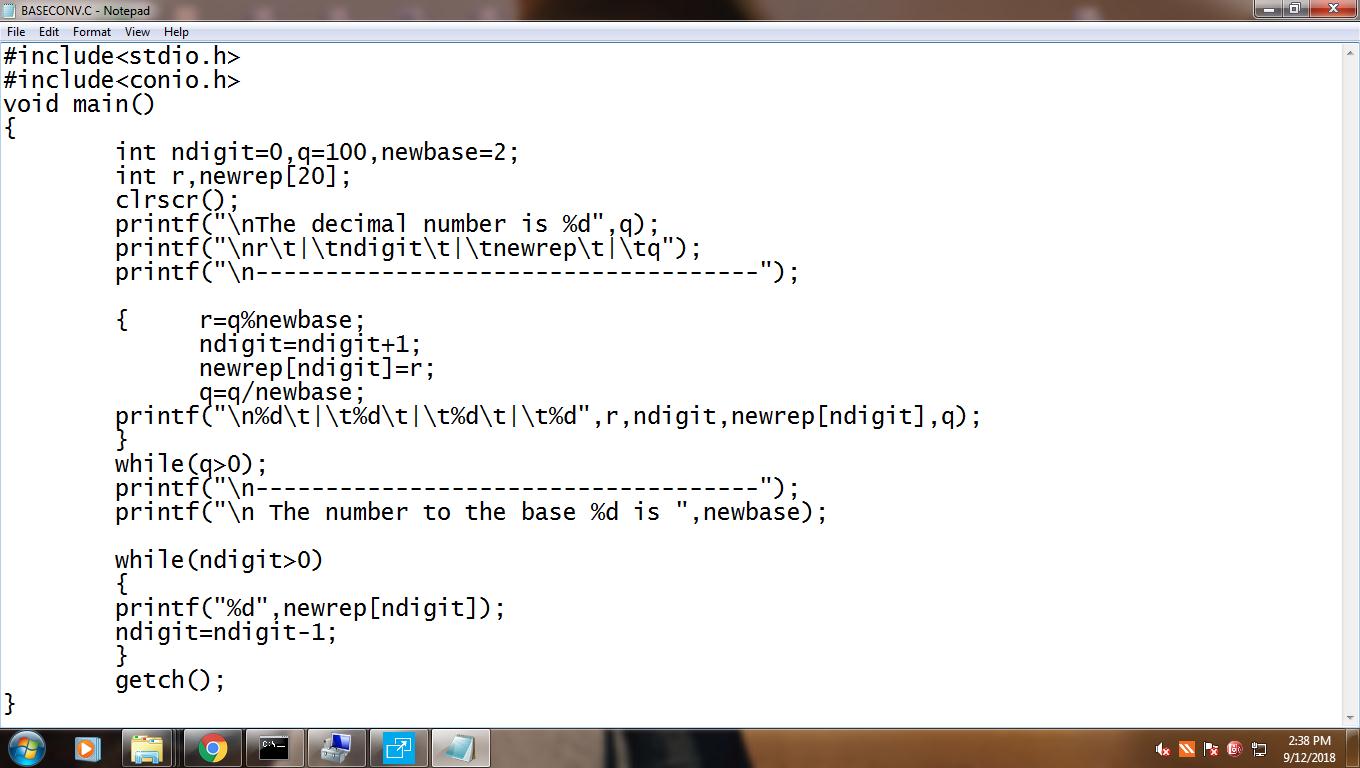 BASECONV.C - Notepad
File Edit Format View Help
#include<stdio.h>
#include<conio.h>
void main()
{
int ndigit=0,q=100,newbase=2;
int r,newrep[20];
clrscr();
printf("\nThe decimal number is %d",q);
printf("\nr\t|\tndigit\t|\tnewrep\t|\tq");
printf("\n------------------------------------");
{ r=q%newbase;
ndigit=ndigit+1;
newrep[ndigit]=r;
q=q/newbase;
printf("\n%d\t|\t%d\t|\t%d\t|\t%d",r,ndigit,newrep[ndigit],q);
}
while(q>0);
printf("\n------------------------------------");
printf("\n The number to the base %d is ",newbase);
while(ndigit>0)
{
printf("%d",newrep[ndigit]);
ndigit=ndigit-1;
}
getch();
}
C:\
2:38 PM
9/12/2018